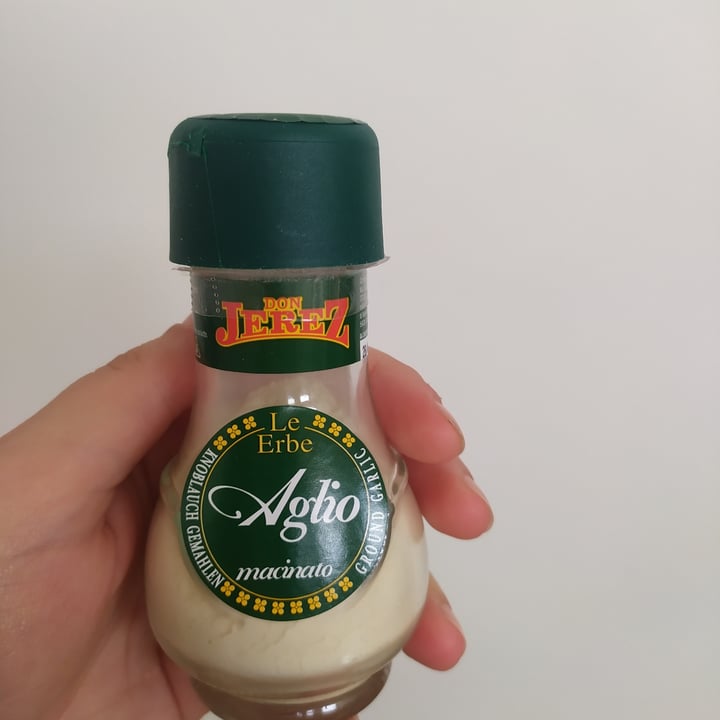 DON
JEREZ
Le
Erbe
Aglio
macinato
KNOBLAUCH GEMAHLEN
GROUND GARLIC